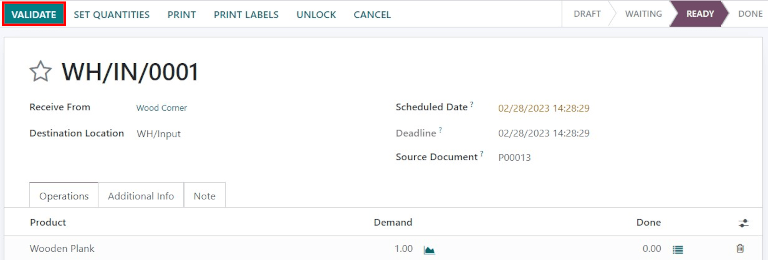 VALIDATE SET QUANTITIES PRINT PRINT LABELS UNLOCK CANCEL DRAFT WAITING READY DONE
WH/IN/0001
Receive From Wood Corner Scheduled Date ? 02/28/2023 14:28:29
Destination Location WH/Input Deadline ? 02/28/2023 14:28:29
Source Document ? P00013
Operations Additional Info Note
Product Demand Done
Wooden Plank 1.00 0.00